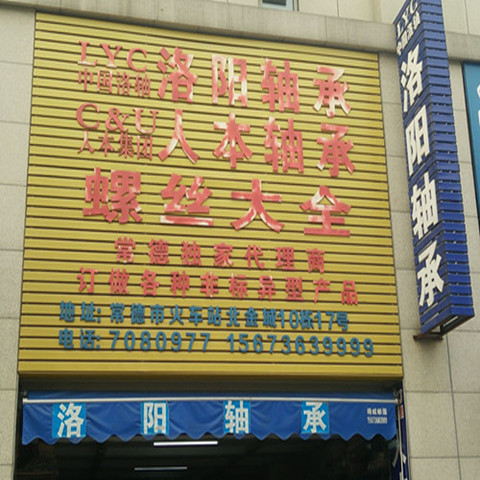 LYC
中国洛轴
洛阳轴承
C&U
人本集团
人本轴承
螺丝大全
常德独家代理商
订做各种非标异型产品
地址: 常德市火车站先金城10栋17号
电话: 7080977 15673639999
洛阳轴承
LYC
中国洛轴
洛阳轴承